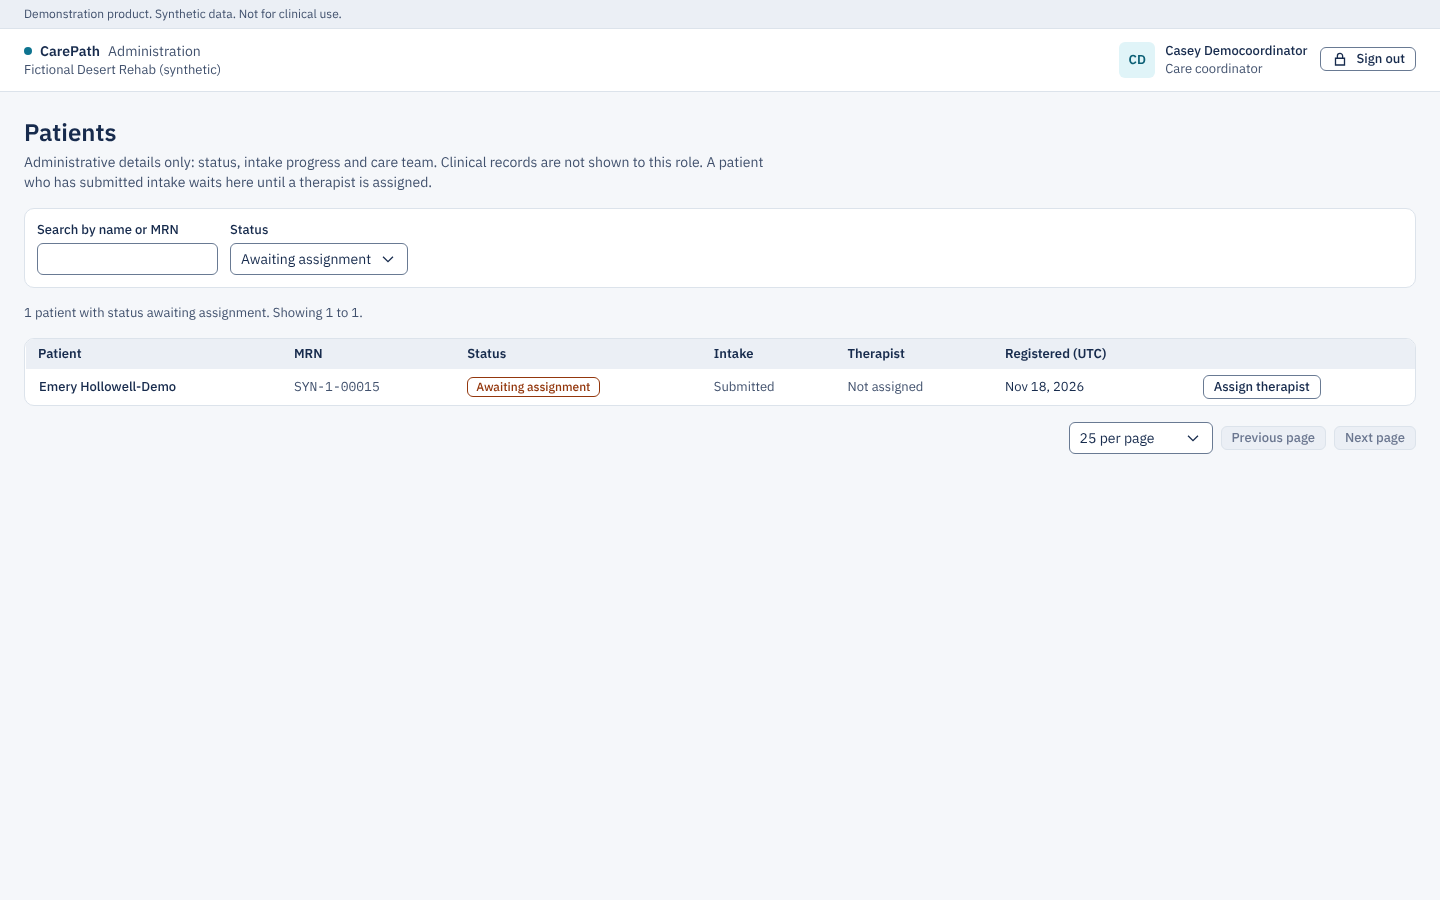 Demonstration product. Synthetic data. Not for clinical use.
CarePath Administration
Fictional Desert Rehab (synthetic)
CD
Casey Democoordinator
Care coordinator
Sign out
Patients
Administrative details only: status, intake progress and care team. Clinical records are not shown to this role. A patient
who has submitted intake waits here until a therapist is assigned.
Search by name or MRN
Status
Awaiting assignment
1 patient with status awaiting assignment. Showing 1 to 1.
Patient MRN Status Intake Therapist Registered (UTC)
Emery Hollowell-Demo SYN-1-00015 Awaiting assignment Submitted Not assigned Nov 18, 2026 Assign therapist
25 per page Previous page Next page